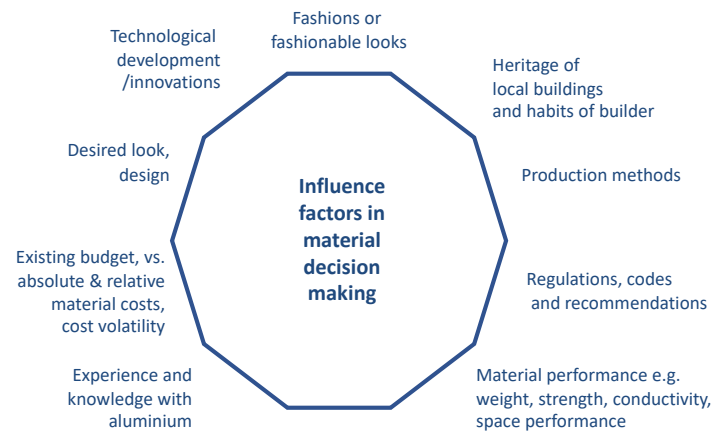 Fashions or
fashionable looks
Technological
development
/innovations
Heritage of
local buildings
and habits of builder
Desired look,
design
Production methods
Influence
factors in
material
decision
making
Existing budget, vs.
absolute & relative
material costs,
cost volatility
Regulations, codes
and recommendations
Experience and
knowledge with
aluminium
Material performance e.g.
weight, strength, conductivity,
space performance